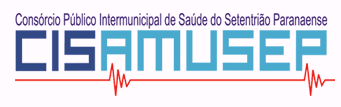 Consórcio Público Intermunicipal de Saúde do Setentrião Paranaense
CISAMUSEP